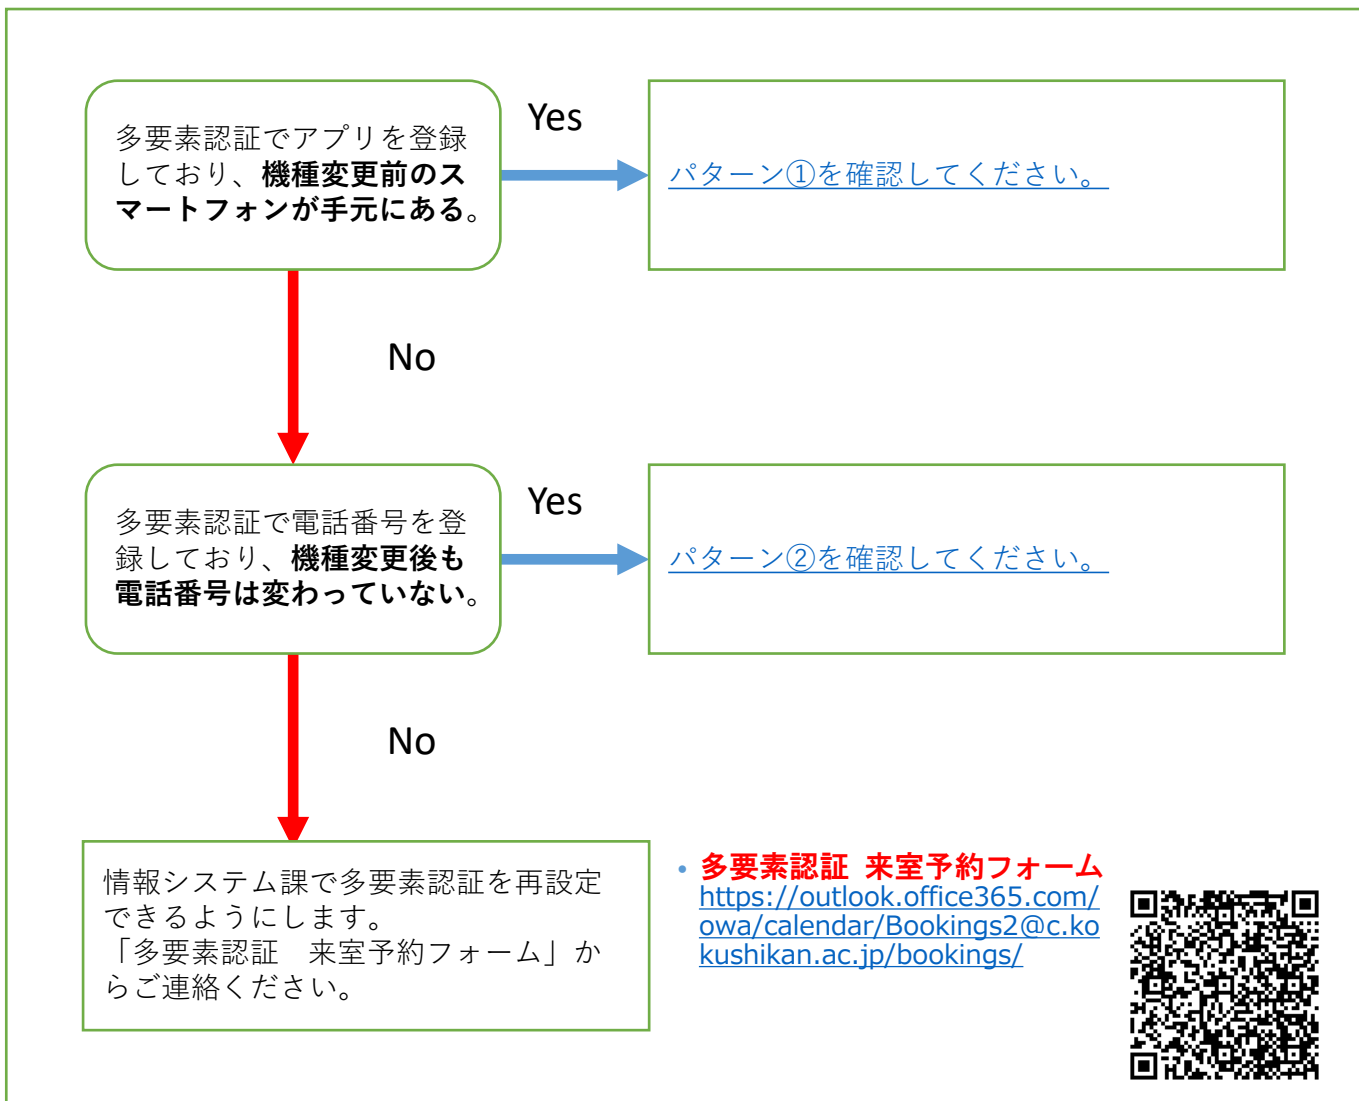 多要素認証でアプリを登録
しており、機種変更前のス
マートフォンが手元にある。
Yes
パターン①を確認してください。
No
多要素認証で電話番号を登
録しており、機種変更後も
電話番号は変わっていない。
Yes
パターン②を確認してください。
No
情報システム課で多要素認証を再設定
できるようにします。
「多要素認証　来室予約フォーム」か
らご連絡ください。
• 多要素認証 来室予約フォーム
https://outlook.office365.com/
owa/calendar/Bookings2@c.ko
kushikan.ac.jp/bookings/